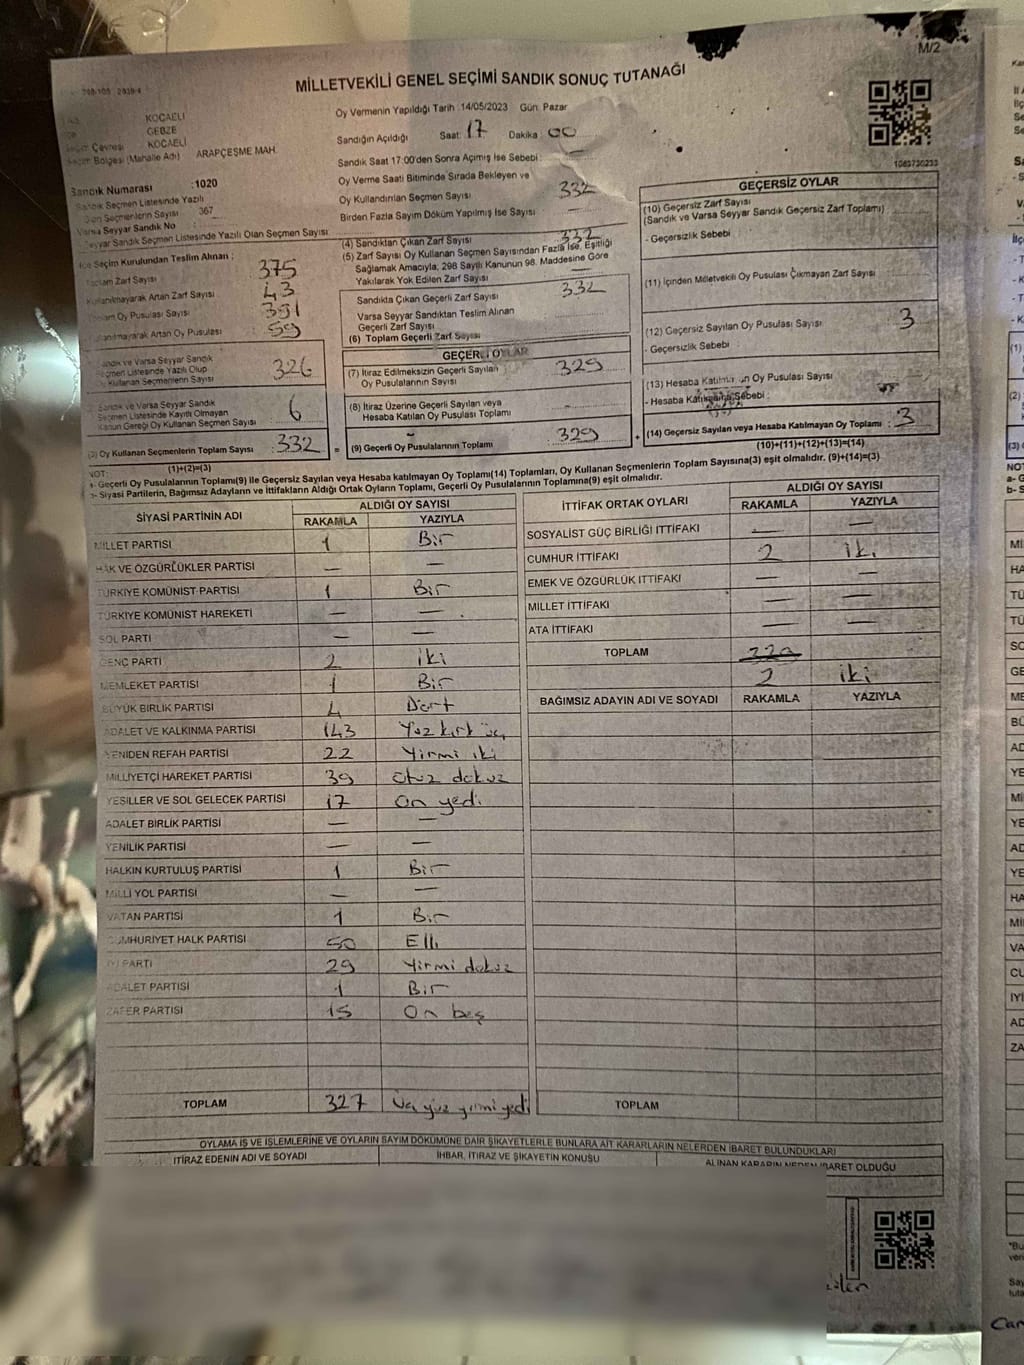 M/2
MİLLETVEKİLİ GENEL SEÇİMİ SANDIK SONUÇ TUTANAĞI
KOCAELİ
GEBZE
Seçim Çevresi KOCAELİ
Seçim Bölgesi (Mahalle Adı) ARAPÇEŞME MAH.
Sandık Numarası :1020
Sandık Seçmen Listesinde Yazılı
Olan Seçmenlerin Sayısı 367
Varsa Seyyar Sandık No
Seyyar Sandık Seçmen Listesinde Yazılı Olan Seçmen Sayısı
Oy Vermenin Yapıldığı Tarih :14/05/2023 Gün: Pazar
Sandığın Açıldığı Saat: 17 Dakika : 00
Sandık Saat 17:00'den Sonra Açımış İse Sebebi :
Oy Verme Saati Bitiminde Sırada Bekleyen ve
Oy Kullandırılan Seçmen Sayısı 332
Birden Fazla Sayım Döküm Yapılmış İse Sayısı
1063730233
İlçe Seçim Kurulundan Teslim Alınan :
Toplam Zarf Sayısı 375
Kullanılmayarak Artan Zarf Sayısı : 43
Toplam Oy Pusulası Sayısı 391
Kullanılmayarak Artan Oy Pusulası 59
Sandık ve Varsa Seyyar Sandık
Seçmen Listesinde Yazılı Olup
Oy Kullanan Seçmenlerin Sayısı 326
Sandık ve Varsa Seyyar Sandık
Seçmen Listesinde Kayıtlı Olmayan
Kanun Gereği Oy Kullanan Seçmen Sayısı : 6
(3) Oy Kullanan Seçmenlerin Toplam Sayısı : 332
(1)+(2)=(3)
(4) Sandıktan Çıkan Zarf Sayısı 332
(5) Zarf Sayısı Oy Kullanan Seçmen Sayısından Fazla İse, Eşitliği
Sağlamak Amacıyla; 298 Sayılı Kanunun 98. Maddesine Göre
Yakılarak Yok Edilen Zarf Sayısı —
Sandıkta Çıkan Geçerli Zarf Sayısı 332
Varsa Seyyar Sandıktan Teslim Alınan
Geçerli Zarf Sayısı
(6) Toplam Geçerli Zarf Sayısı
GEÇERLİ OYLAR
(7) İtiraz Edilmeksizin Geçerli Sayılan
Oy Pusulalarının Sayısı 329
(8) İtiraz Üzerine Geçerli Sayılan veya
Hesaba Katılan Oy Pusulası Toplamı
= (9) Geçerli Oy Pusulalarının Toplamı 329
GEÇERSİZ OYLAR
(10) Geçersiz Zarf Sayısı
(Sandık ve Varsa Seyyar Sandık Geçersiz Zarf Toplamı)
- Geçersizlik Sebebi
(11) İçinden Milletvekili Oy Pusulası Çıkmayan Zarf Sayısı
(12) Geçersiz Sayılan Oy Pusulası Sayısı 3
- Geçersizlik Sebebi
(13) Hesaba Katılmayan Oy Pusulası Sayısı
- Hesaba Katılmama Sebebi :
+ (14) Geçersiz Sayılan veya Hesaba Katılmayan Oy Toplamı : 3
(10)+(11)+(12)+(13)=(14)
NOT:
a- Geçerli Oy Pusulalarının Toplamı(9) ile Geçersiz Sayılan veya Hesaba katılmayan Oy Toplamı(14) Toplamları, Oy Kullanan Seçmenlerin Toplam Sayısına(3) eşit olmalıdır. (9)+(14)=(3)
b- Siyasi Partilerin, Bağımsız Adayların ve İttifakların Aldığı Ortak Oyların Toplamı, Geçerli Oy Pusulalarının Toplamına(9) eşit olmalıdır.
SİYASİ PARTİNİN ADI ALDIĞI OY SAYISI
RAKAMLA YAZIYLA
MİLLET PARTİSİ 1 Bir
HAK VE ÖZGÜRLÜKLER PARTİSİ — —
TÜRKİYE KOMÜNİST PARTİSİ 1 Bir
TÜRKİYE KOMÜNİST HAREKETİ — —
SOL PARTİ — —
GENÇ PARTİ 2 iki
MEMLEKET PARTİSİ 1 Bir
BÜYÜK BİRLİK PARTİSİ 4 Dört
ADALET VE KALKINMA PARTİSİ 143 Yüz kırk üç
YENİDEN REFAH PARTİSİ 22 Yirmi iki
MİLLİYETÇİ HAREKET PARTİSİ 39 Otuz dokuz
YEŞİLLER VE SOL GELECEK PARTİSİ 17 On yedi
ADALET BİRLİK PARTİSİ — —
YENİLİK PARTİSİ — —
HALKIN KURTULUŞ PARTİSİ 1 Bir
MİLLİ YOL PARTİSİ — —
VATAN PARTİSİ 1 Bir
CUMHURİYET HALK PARTİSİ 50 Elli
İYİ PARTİ 29 Yirmi dokuz
ADALET PARTİSİ 1 Bir
ZAFER PARTİSİ 15 On beş
TOPLAM 327 Üç yüz yirmi yedi
İTTİFAK ORTAK OYLARI ALDIĞI OY SAYISI
RAKAMLA YAZIYLA
SOSYALİST GÜÇ BİRLİĞİ İTTİFAKI — —
CUMHUR İTTİFAKI 2 iki
EMEK VE ÖZGÜRLÜK İTTİFAKI — —
MİLLET İTTİFAKI — —
ATA İTTİFAKI — —
TOPLAM 329
2 iki
BAĞIMSIZ ADAYIN ADI VE SOYADI RAKAMLA YAZIYLA
TOPLAM
OYLAMA İŞ VE İŞLEMLERİNE VE OYLARIN SAYIM DÖKÜMÜNE DAİR ŞİKAYETLERLE BUNLARA AİT KARARLARIN NELERDEN İBARET BULUNDUKLARI
İTİRAZ EDENİN ADI VE SOYADI İHBAR, İTİRAZ VE ŞİKAYETİN KONUSU ALINAN KARARIN NEDEN İBARET OLDUĞU